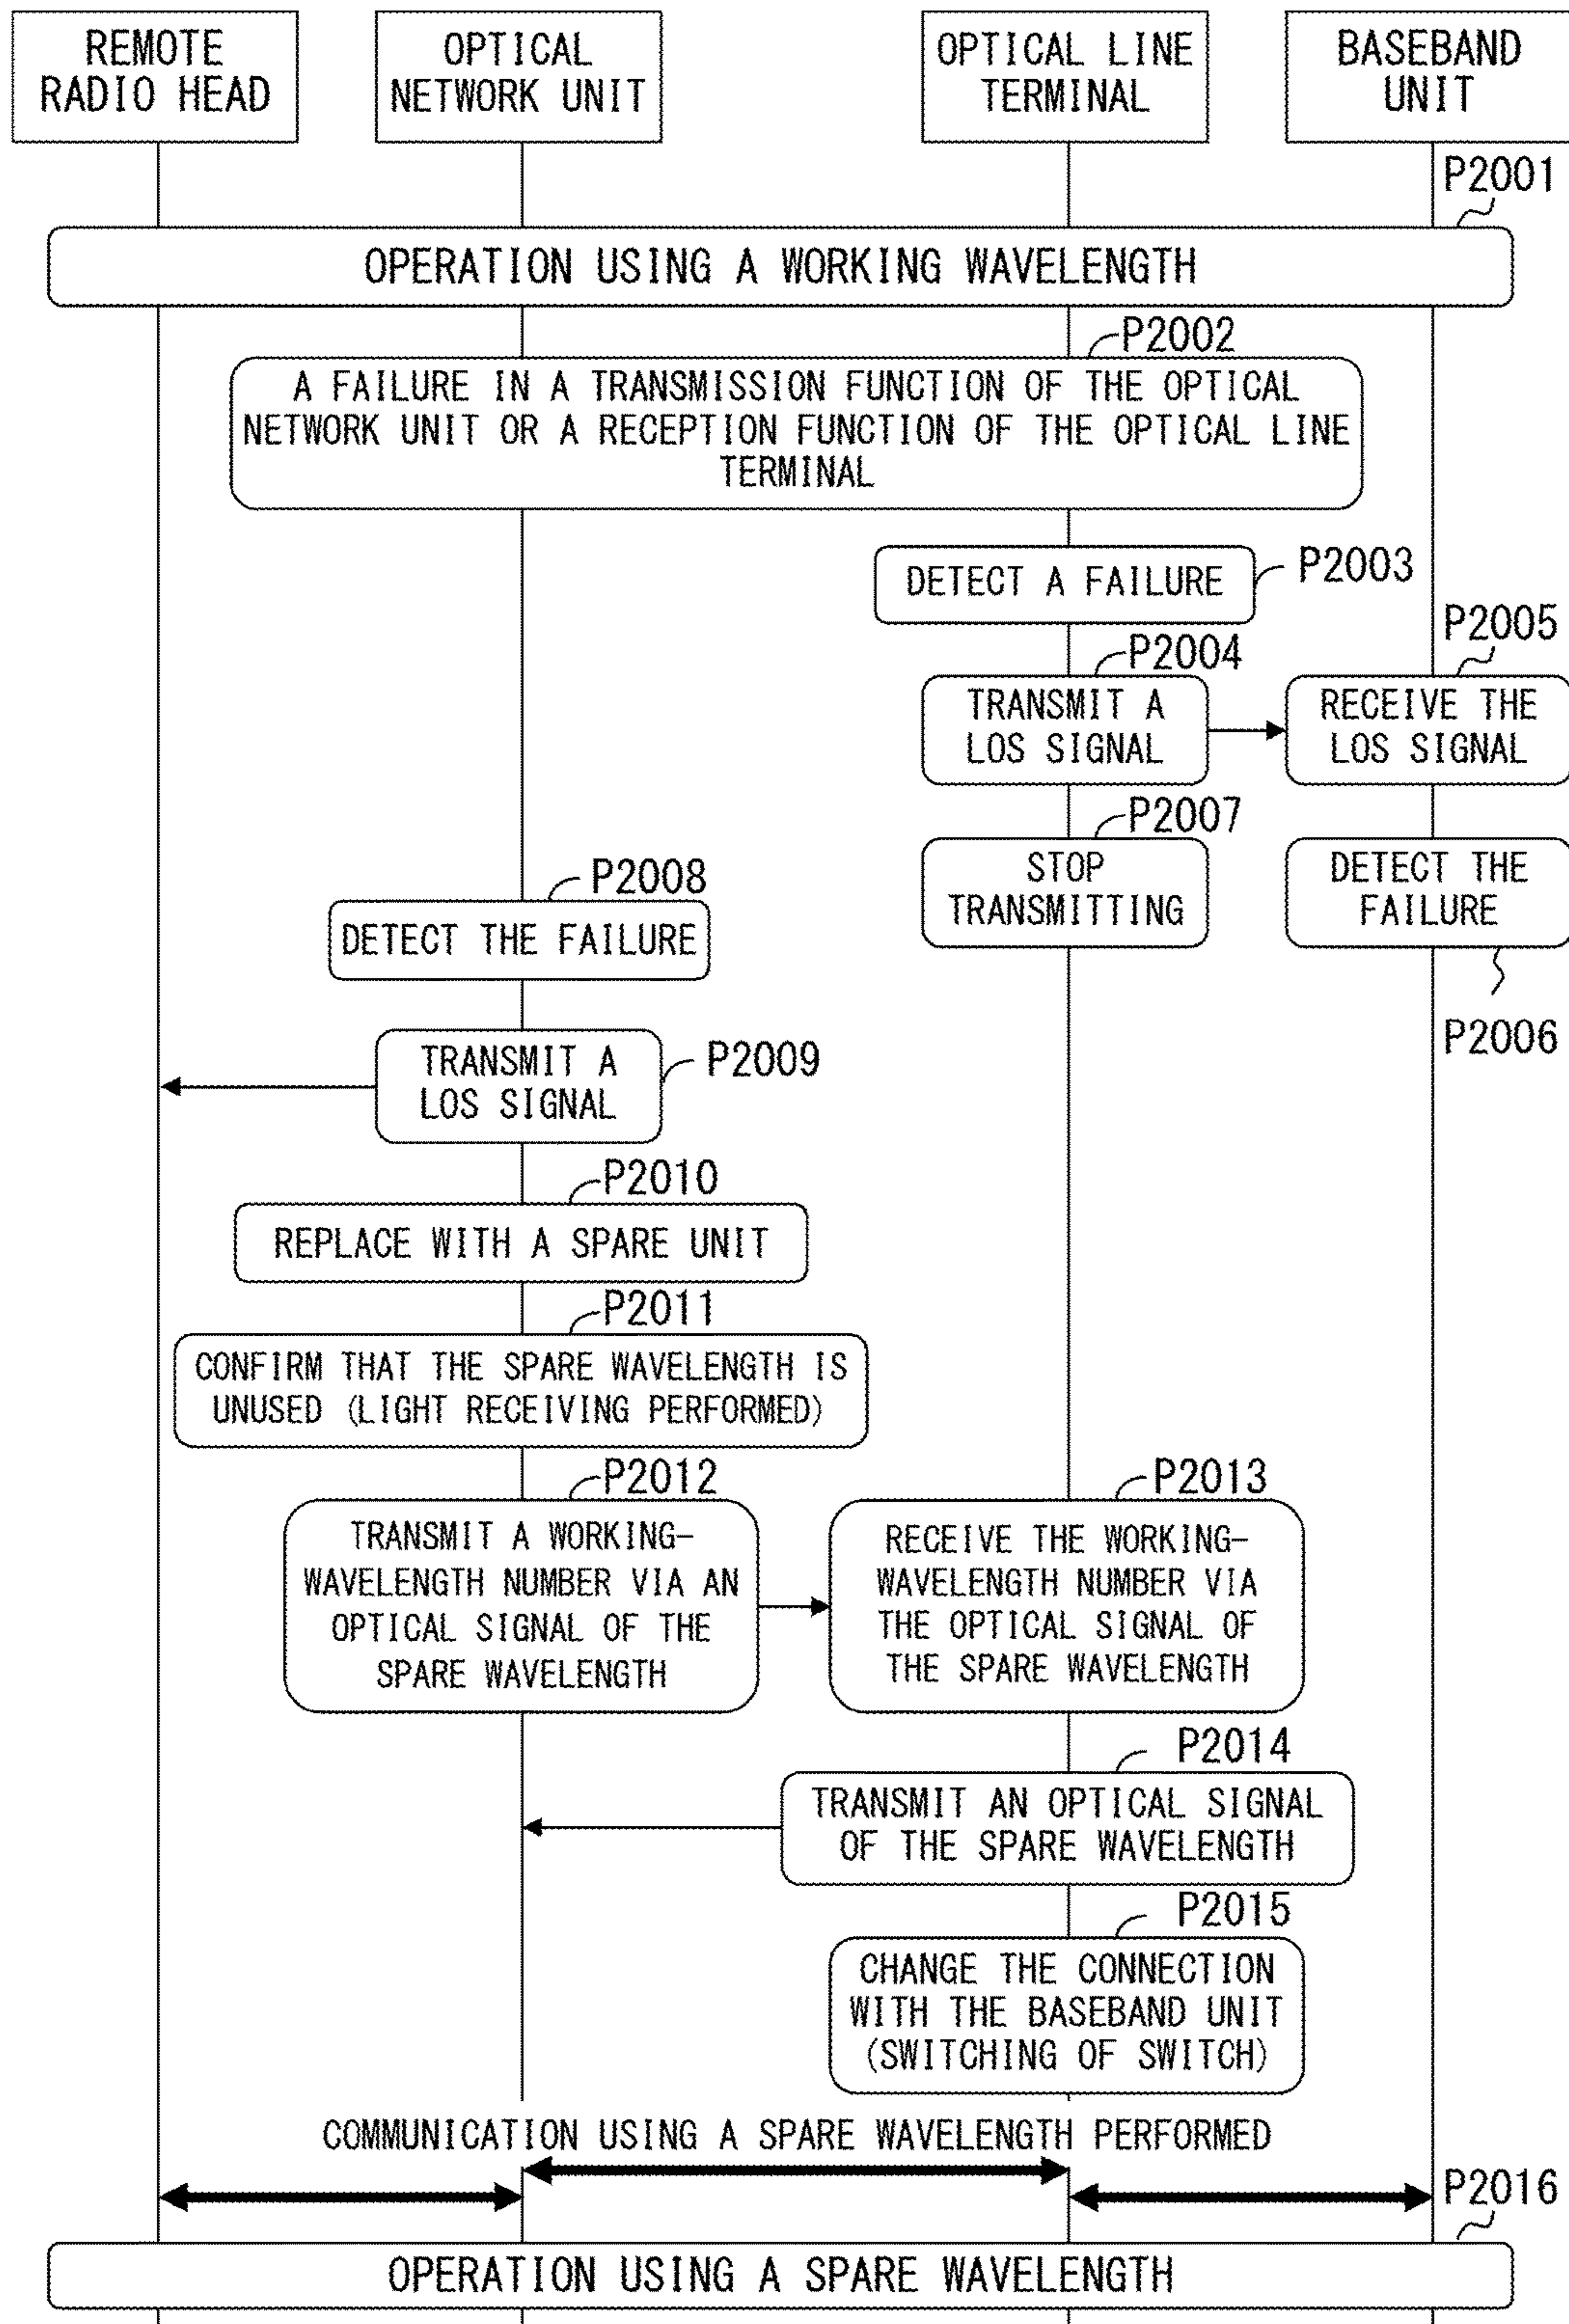 REMOTE
RADIO HEAD
OPTICAL
NETWORK UNIT
OPTICAL LINE
TERMINAL
BASEBAND
UNIT
P2001
OPERATION USING A WORKING WAVELENGTH
P2002
A FAILURE IN A TRANSMISSION FUNCTION OF THE OPTICAL
NETWORK UNIT OR A RECEPTION FUNCTION OF THE OPTICAL LINE
TERMINAL
DETECT A FAILURE
P2003
P2004
TRANSMIT A
LOS SIGNAL
P2005
RECEIVE THE
LOS SIGNAL
P2007
STOP
TRANSMITTING
DETECT THE
FAILURE
P2006
P2008
DETECT THE FAILURE
TRANSMIT A
LOS SIGNAL
P2009
P2010
REPLACE WITH A SPARE UNIT
P2011
CONFIRM THAT THE SPARE WAVELENGTH IS
UNUSED (LIGHT RECEIVING PERFORMED)
P2012
TRANSMIT A WORKING-
WAVELENGTH NUMBER VIA AN
OPTICAL SIGNAL OF THE
SPARE WAVELENGTH
P2013
RECEIVE THE WORKING-
WAVELENGTH NUMBER VIA
THE OPTICAL SIGNAL OF
THE SPARE WAVELENGTH
P2014
TRANSMIT AN OPTICAL SIGNAL
OF THE SPARE WAVELENGTH
P2015
CHANGE THE CONNECTION
WITH THE BASEBAND UNIT
(SWITCHING OF SWITCH)
COMMUNICATION USING A SPARE WAVELENGTH PERFORMED
P2016
OPERATION USING A SPARE WAVELENGTH